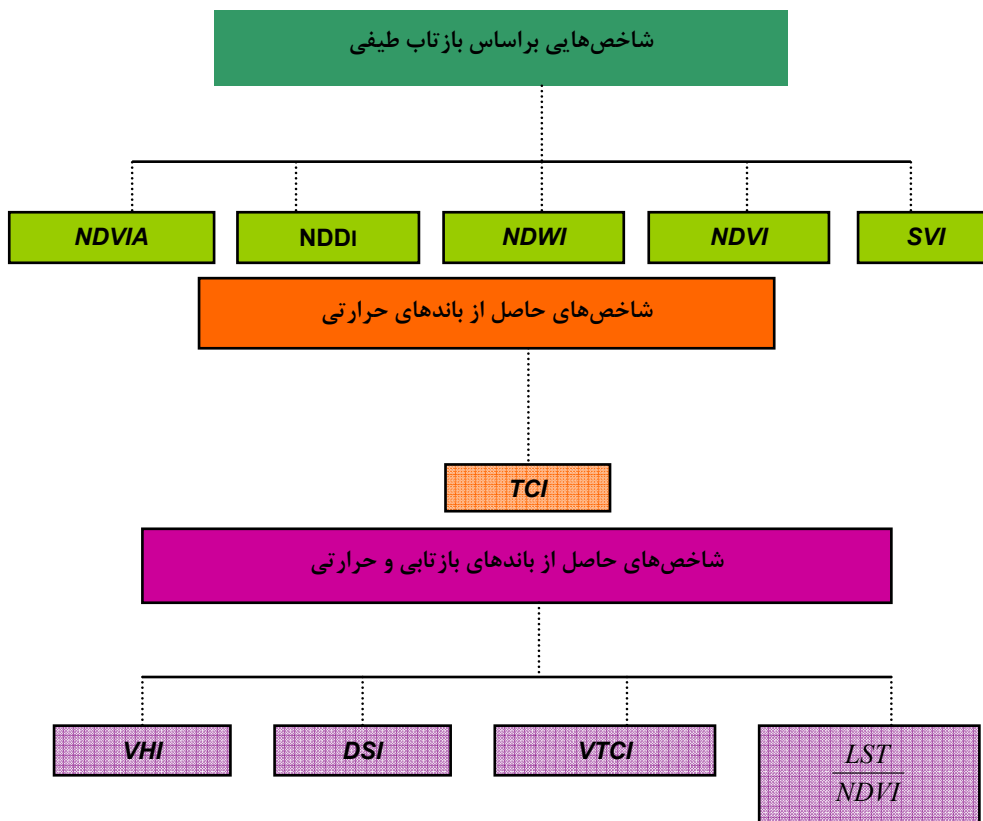 شاخص‌هایی براساس بازتاب طیفی
NDVIA NDDI NDWI NDVI SVI
شاخص‌های حاصل از باندهای حرارتی
TCI
شاخص‌های حاصل از باندهای بازتابی و حرارتی
VHI DSI VTCI LST
NDVI